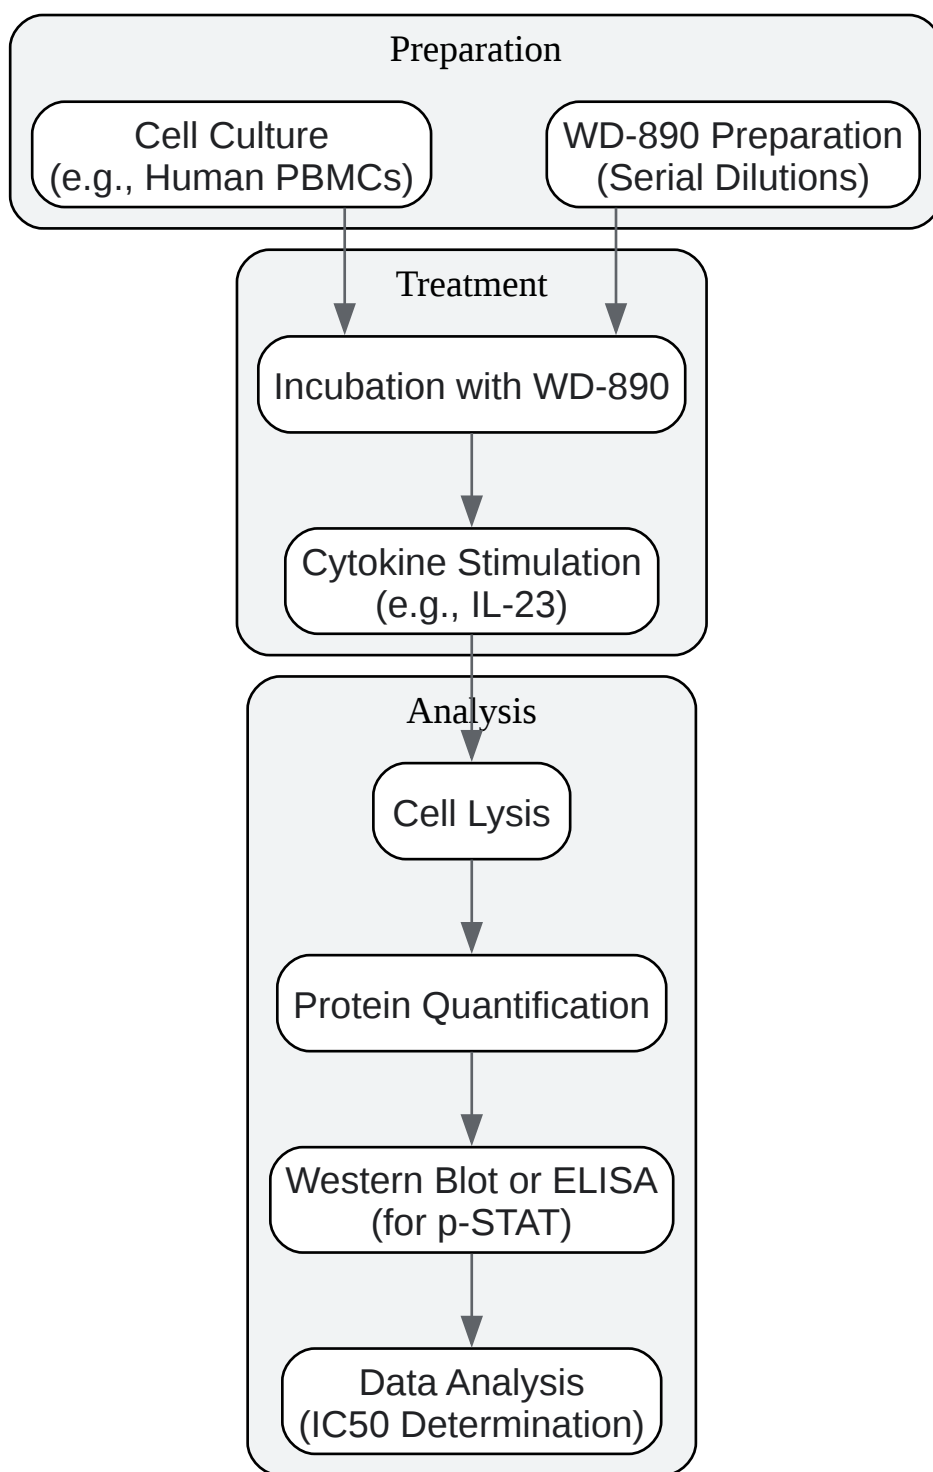 Preparation
Cell Culture
(e.g., Human PBMCs)
WD-890 Preparation
(Serial Dilutions)
Treatment
Incubation with WD-890
Cytokine Stimulation
(e.g., IL-23)
Analysis
Cell Lysis
Protein Quantification
Western Blot or ELISA
(for p-STAT)
Data Analysis
(IC50 Determination)